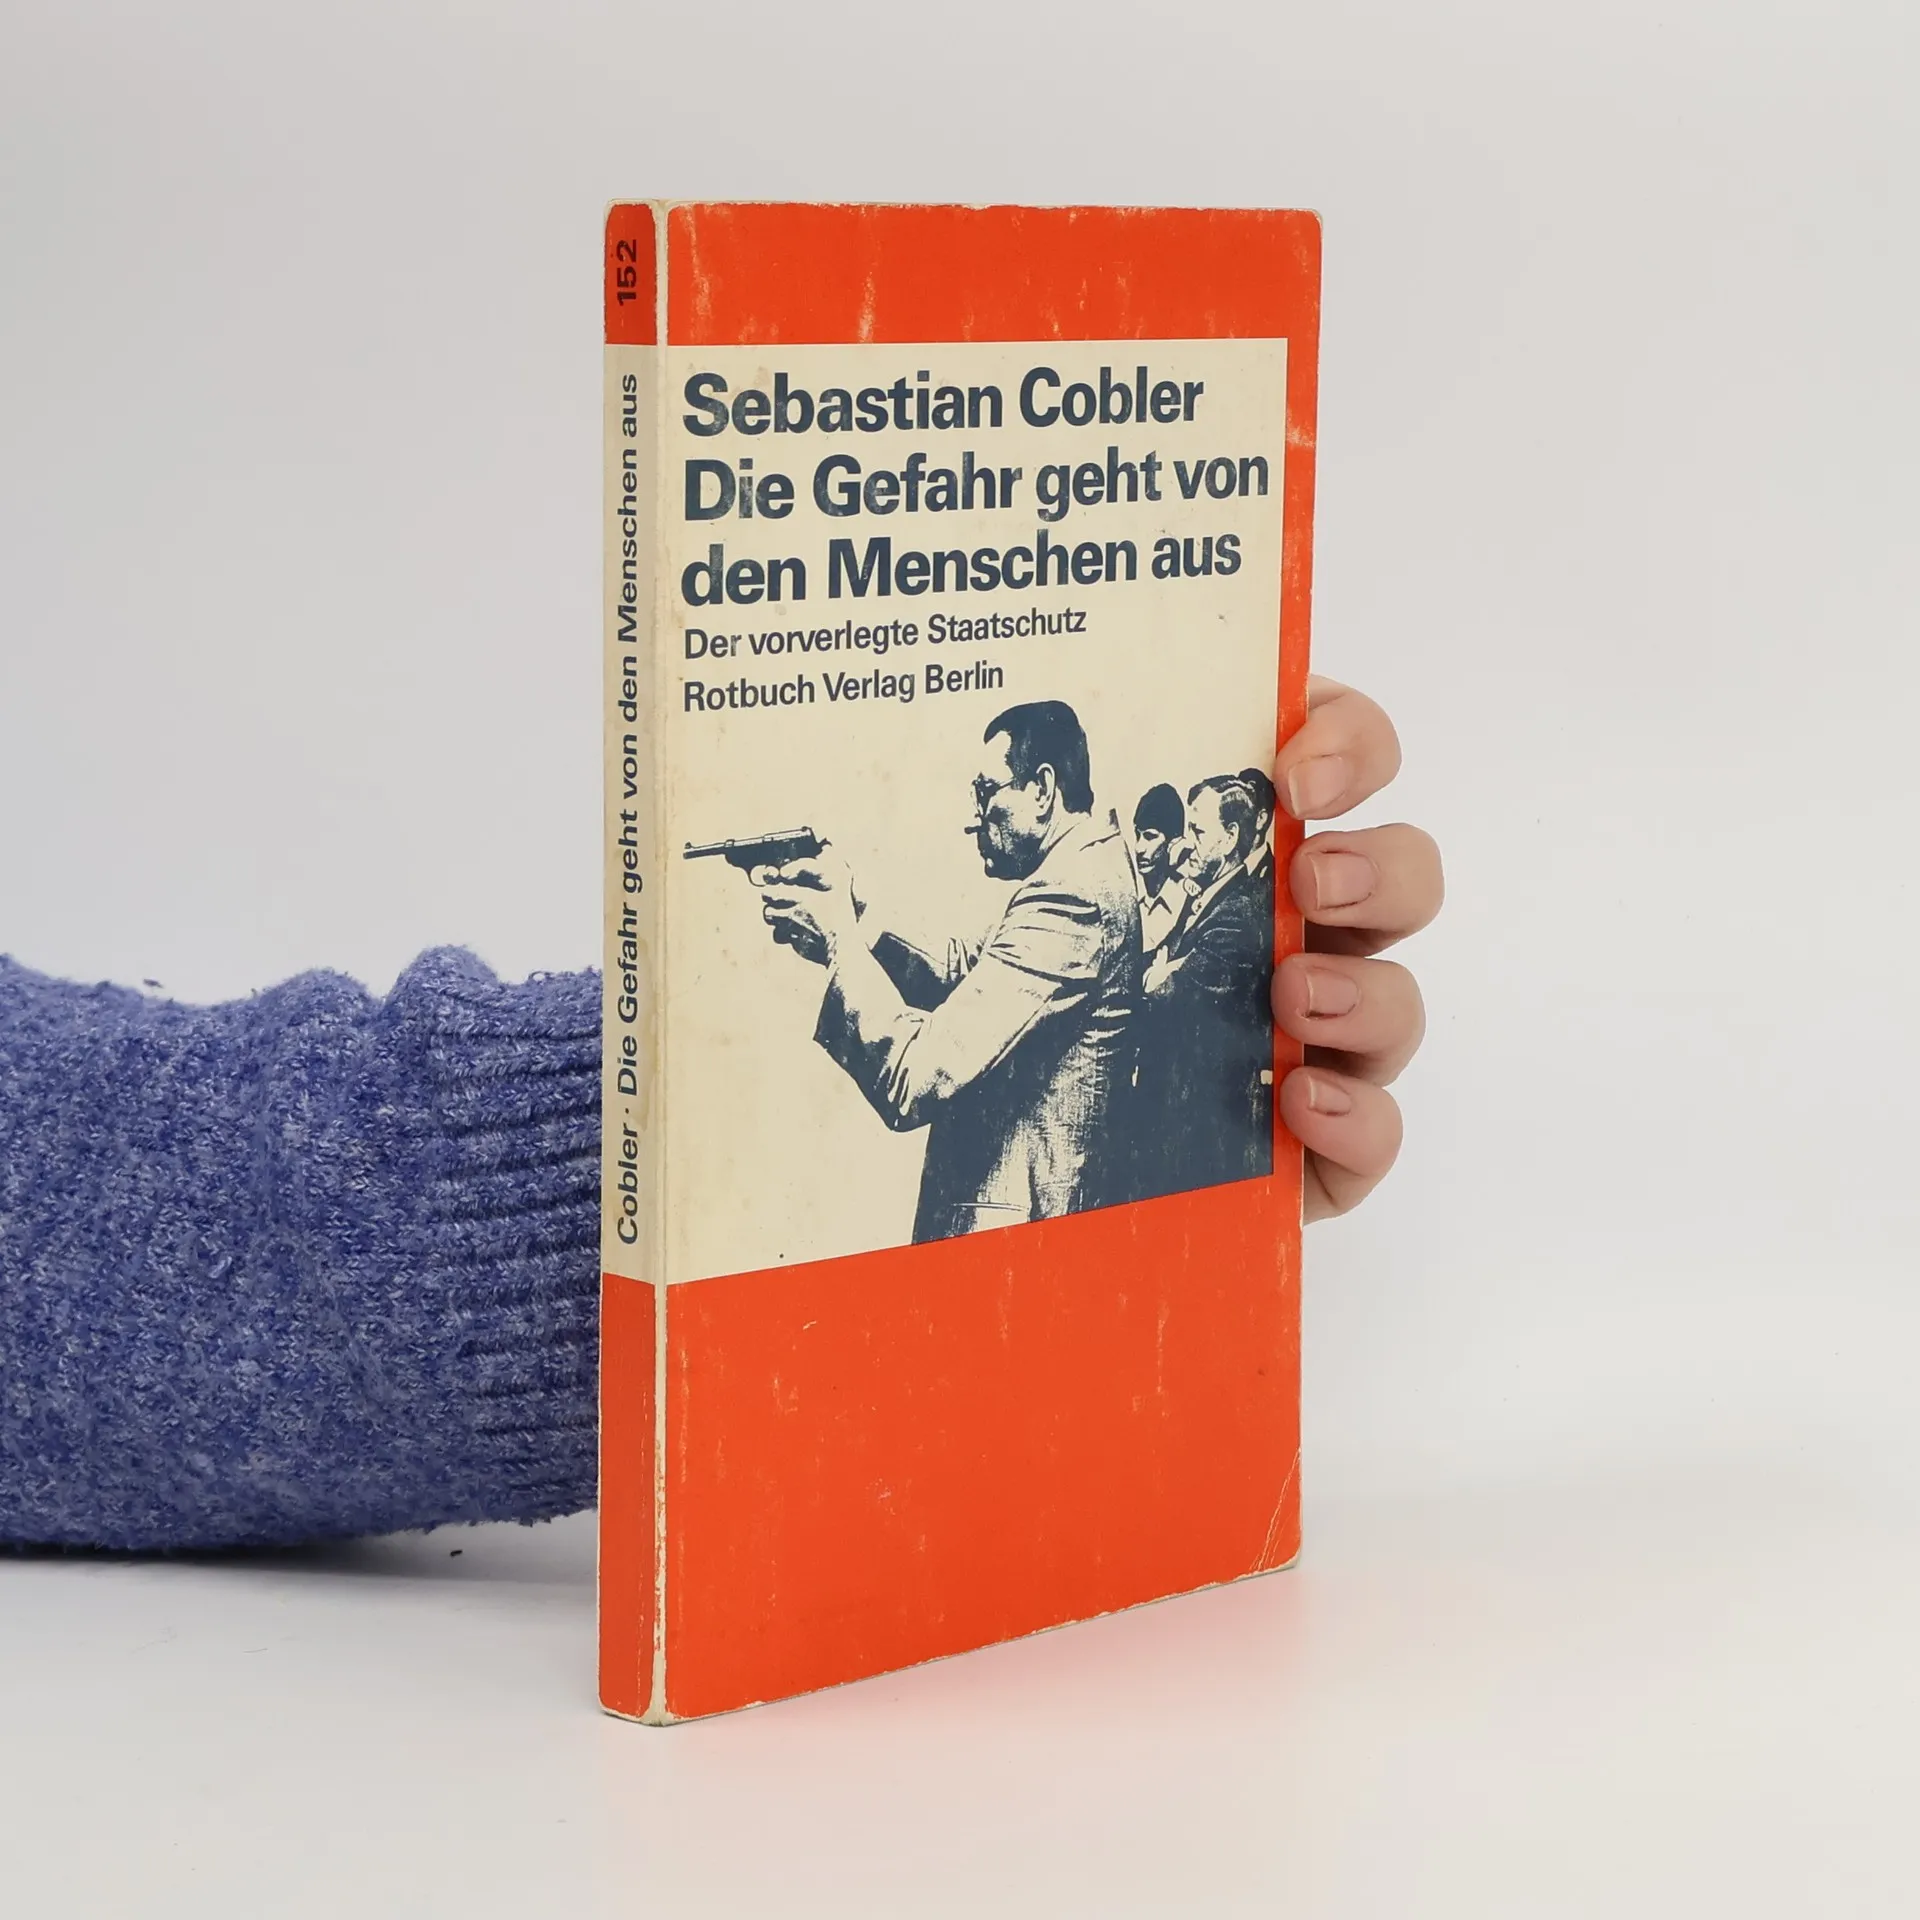 152
Cobler · Die Gefahr geht von den Menschen aus
Sebastian Cobler
Die Gefahr geht von
den Menschen aus
Der vorverlegte Staatschutz
Rotbuch Verlag Berlin